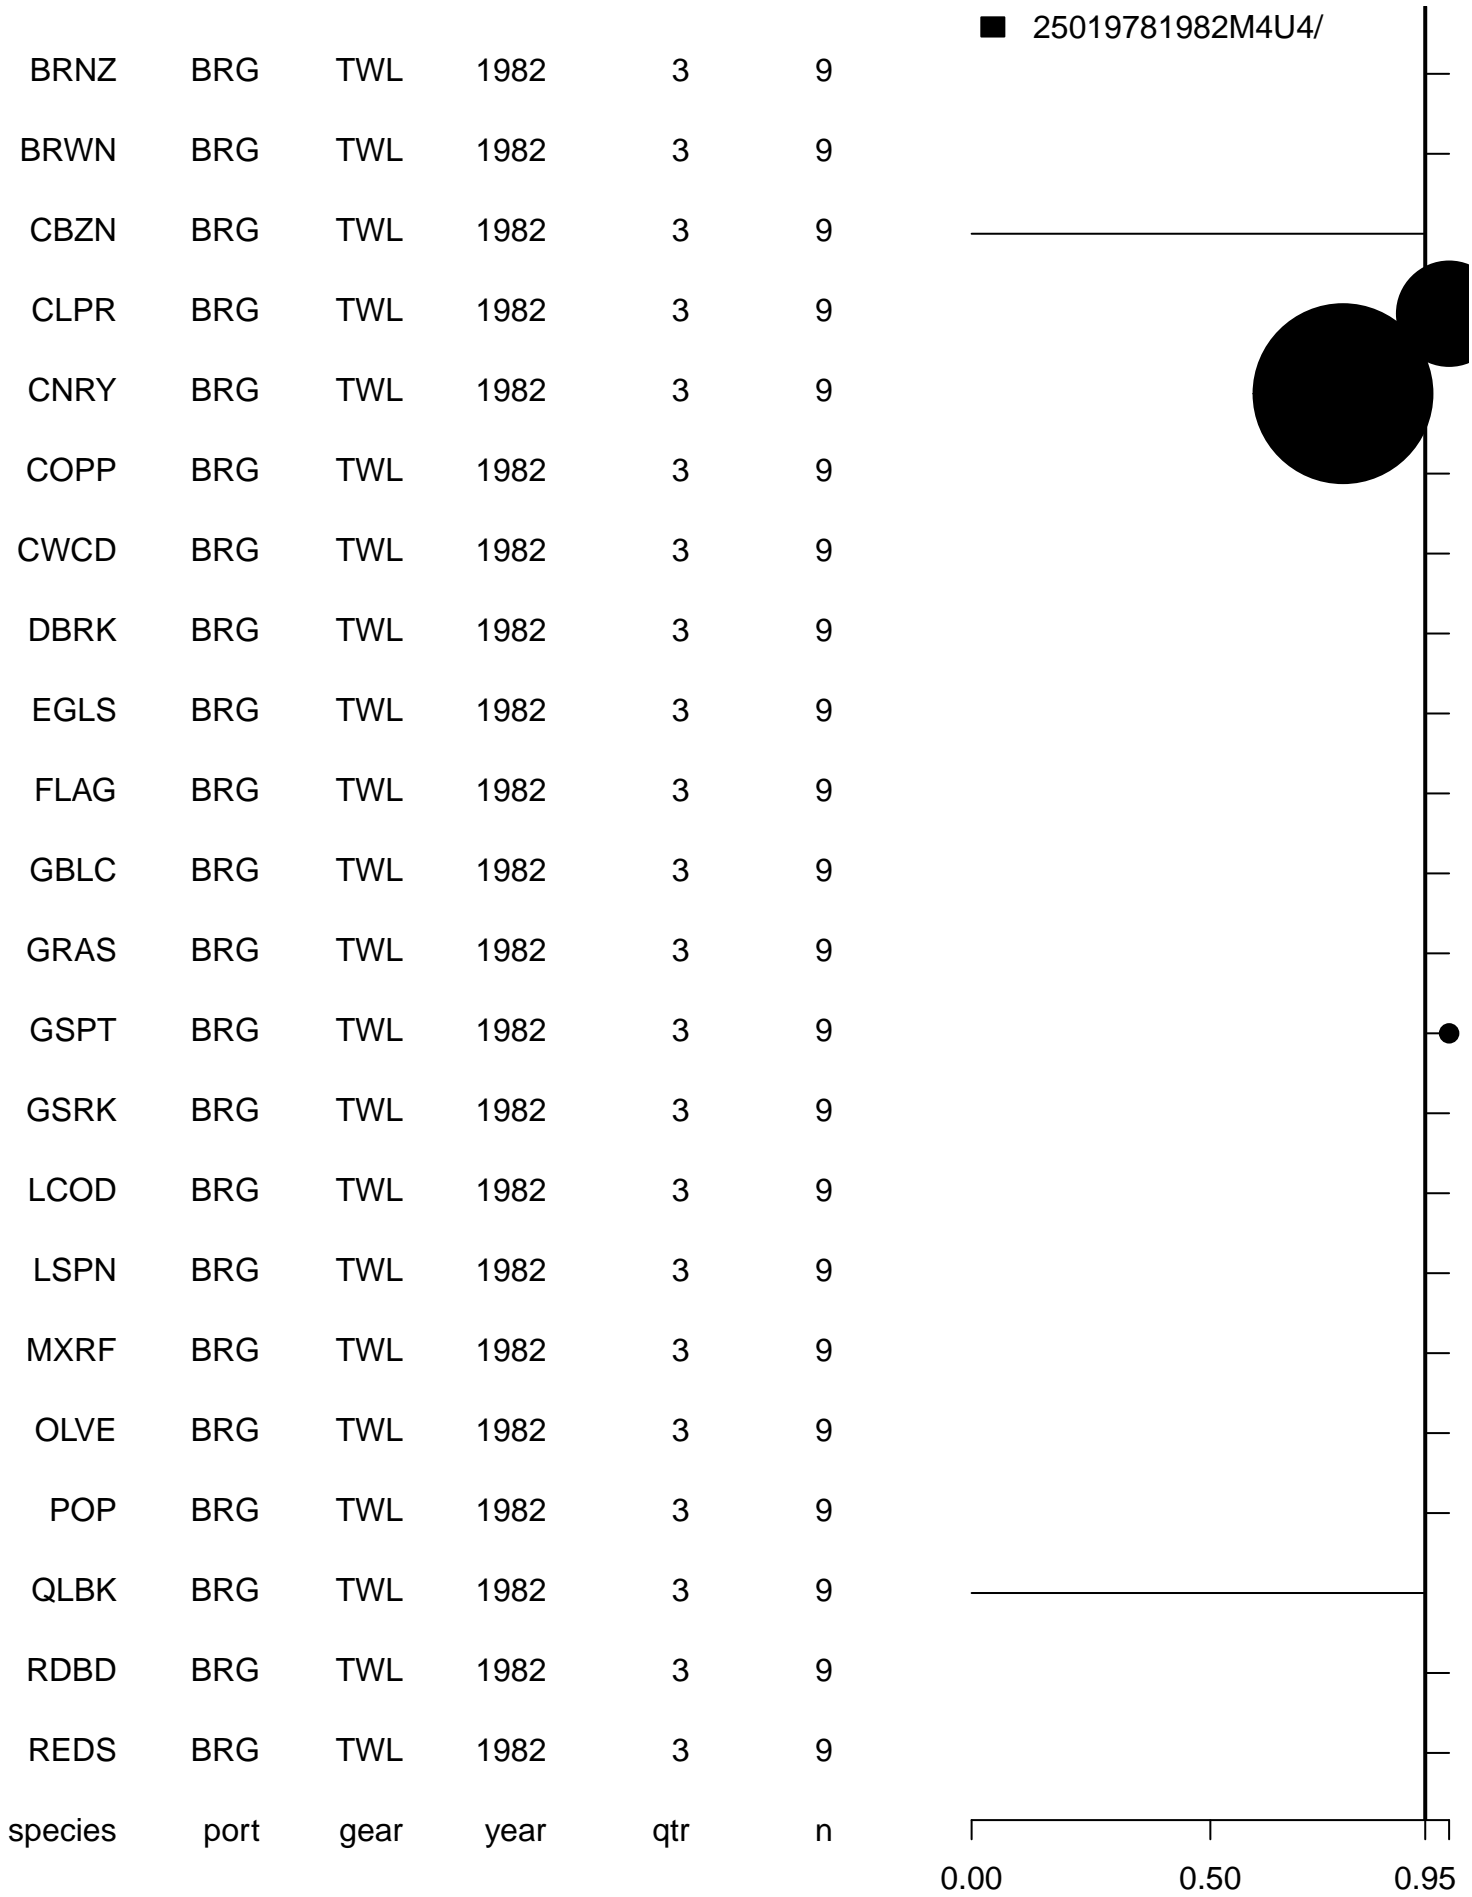 25019781982M4U4/
BRNZ BRG TWL 1982 3 9
BRWN BRG TWL 1982 3 9
CBZN BRG TWL 1982 3 9
CLPR BRG TWL 1982 3 9
CNRY BRG TWL 1982 3 9
COPP BRG TWL 1982 3 9
CWCD BRG TWL 1982 3 9
DBRK BRG TWL 1982 3 9
EGLS BRG TWL 1982 3 9
FLAG BRG TWL 1982 3 9
GBLC BRG TWL 1982 3 9
GRAS BRG TWL 1982 3 9
GSPT BRG TWL 1982 3 9
GSRK BRG TWL 1982 3 9
LCOD BRG TWL 1982 3 9
LSPN BRG TWL 1982 3 9
MXRF BRG TWL 1982 3 9
OLVE BRG TWL 1982 3 9
POP BRG TWL 1982 3 9
QLBK BRG TWL 1982 3 9
RDBD BRG TWL 1982 3 9
REDS BRG TWL 1982 3 9
species port gear year qtr n
0.00 0.50 0.95